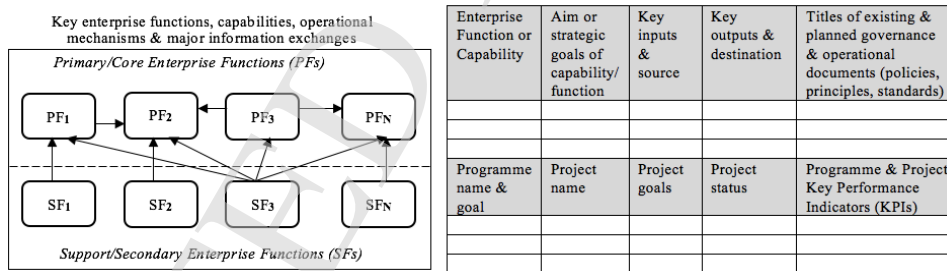 Key enterprise functions, capabilities, operational
mechanisms & major information exchanges
Primary/Core Enterprise Functions (PFs)
PF1
PF2
PF3
PFN
SF1
SF2
SF3
SFN
Support/Secondary Enterprise Functions (SFs)
Enterprise
Function or
Capability
Aim or
strategic
goals of
capability/
function
Key
inputs
&
source
Key
outputs &
destination
Titles of existing &
planned governance
& operational
documents (policies,
principles, standards)
Programme
name &
goal
Project
name
Project
goals
Project
status
Programme & Project
Key Performance
Indicators (KPIs)